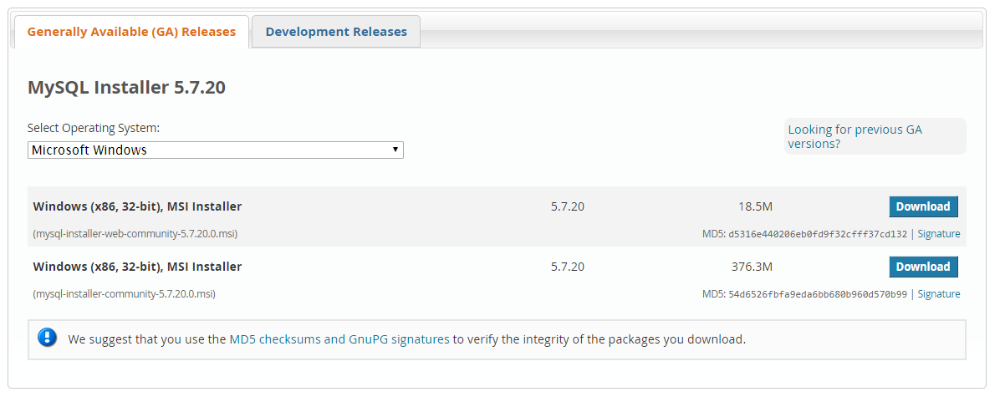 Generally Available (GA) Releases
Development Releases
MySQL Installer 5.7.20
Select Operating System:
Looking for previous GA
versions?
Microsoft Windows
Windows (x86, 32-bit), MSI Installer 5.7.20 18.5M Download
(mysql-installer-web-community-5.7.20.0.msi) MD5: d5316e440206eb0fd9f32cfff37cd132 | Signature
Windows (x86, 32-bit), MSI Installer 5.7.20 376.3M Download
(mysql-installer-community-5.7.20.0.msi) MD5: 54d6526fbfa9eda6bb680b960d570b99 | Signature
We suggest that you use the MD5 checksums and GnuPG signatures to verify the integrity of the packages you download.